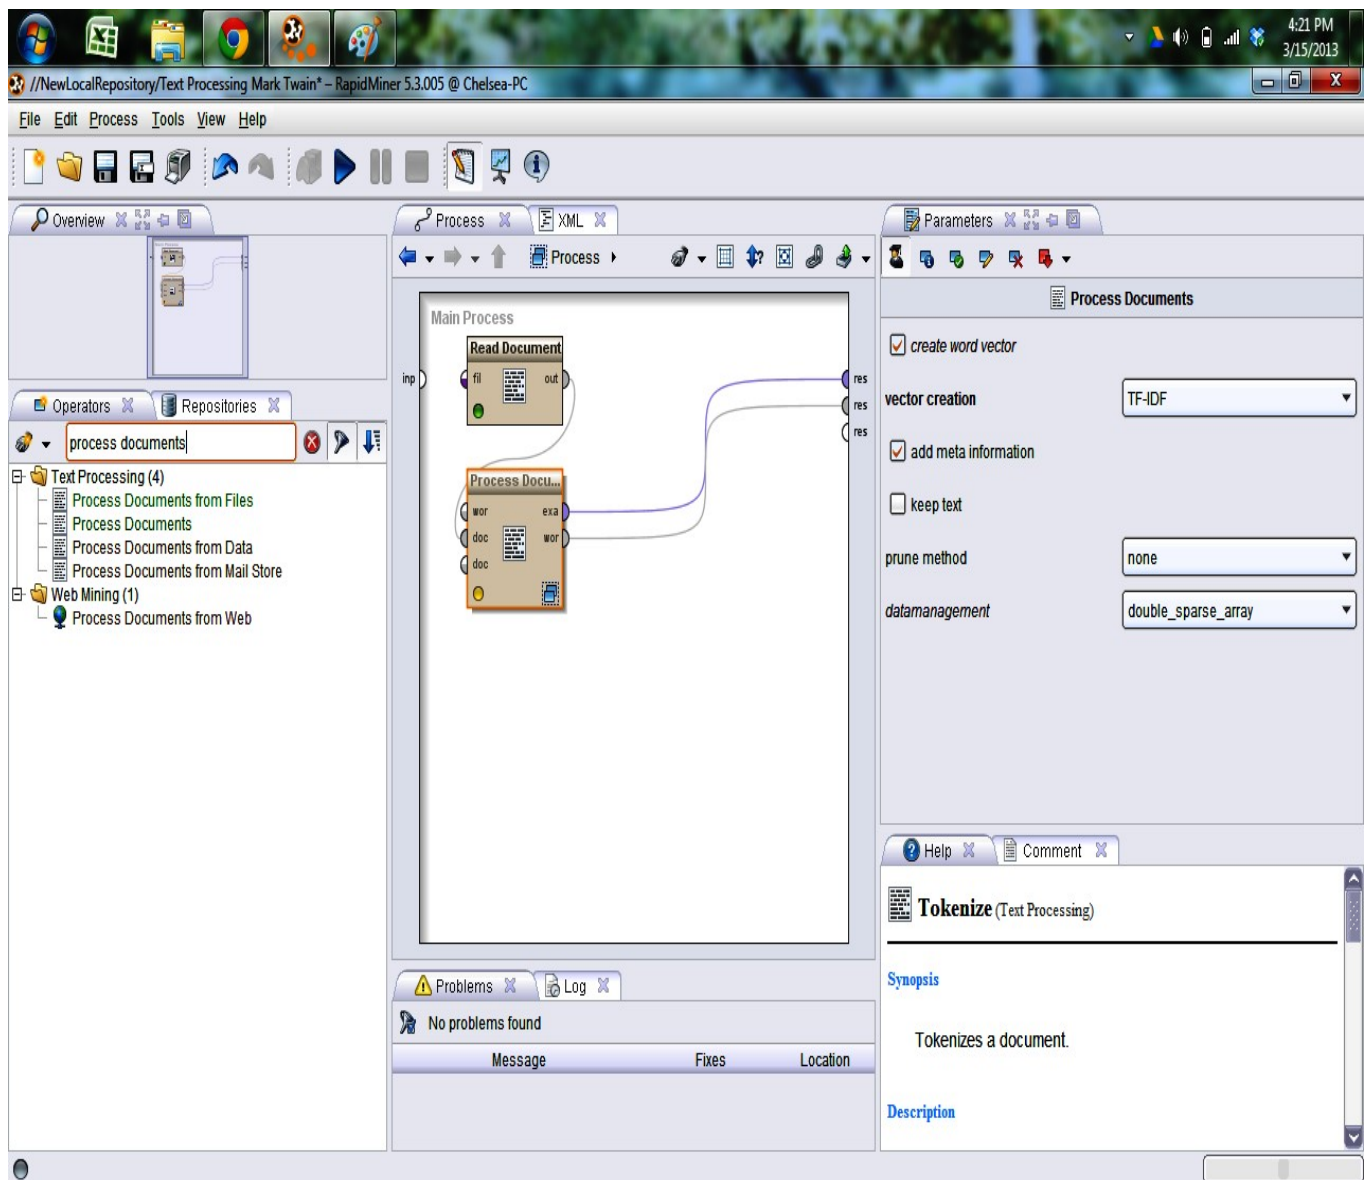 4:21 PM
3/15/2013
//NewLocalRepository/Text Processing Mark Twain* – RapidMiner 5.3.005 @ Chelsea-PC
File Edit Process Tools View Help
Overview
Operators Repositories
process documents
Text Processing (4)
Process Documents from Files
Process Documents
Process Documents from Data
Process Documents from Mail Store
Web Mining (1)
Process Documents from Web
Process XML
Process
Main Process
Read Document
inp fil out res
res
res
Process Docu...
wor exa
doc wor
doc
Problems Log
No problems found
Message Fixes Location
Parameters
Process Documents
create word vector
vector creation TF-IDF
add meta information
keep text
prune method none
datamanagement double_sparse_array
Help Comment
Tokenize (Text Processing)
Synopsis
Tokenizes a document.
Description